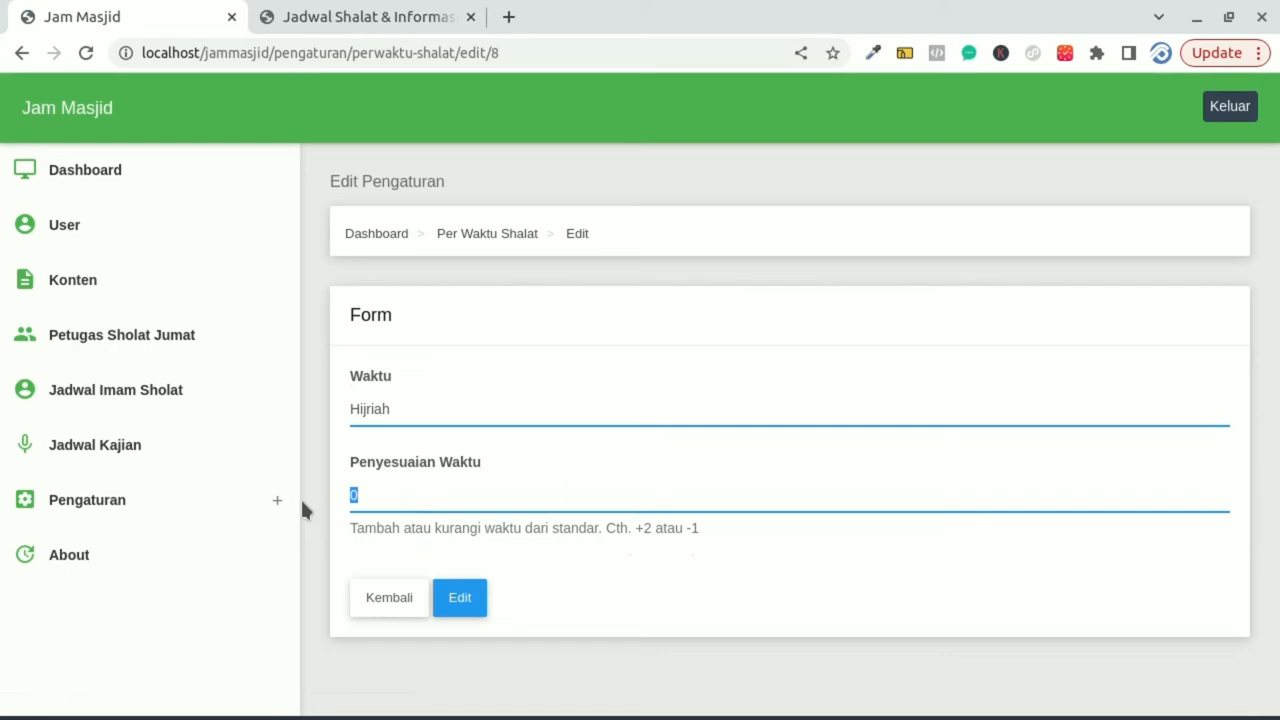 Jam Masjid
Jadwal Shalat & Informas
localhost/jammasjid/pengaturan/perwaktu-shalat/edit/8
Update
Jam Masjid
Keluar
Dashboard
User
Konten
Petugas Sholat Jumat
Jadwal Imam Sholat
Jadwal Kajian
Pengaturan +
About
Edit Pengaturan
Dashboard > Per Waktu Shalat > Edit
Form
Waktu
Hijriah
Penyesuaian Waktu
0
Tambah atau kurangi waktu dari standar. Cth. +2 atau -1
Kembali
Edit